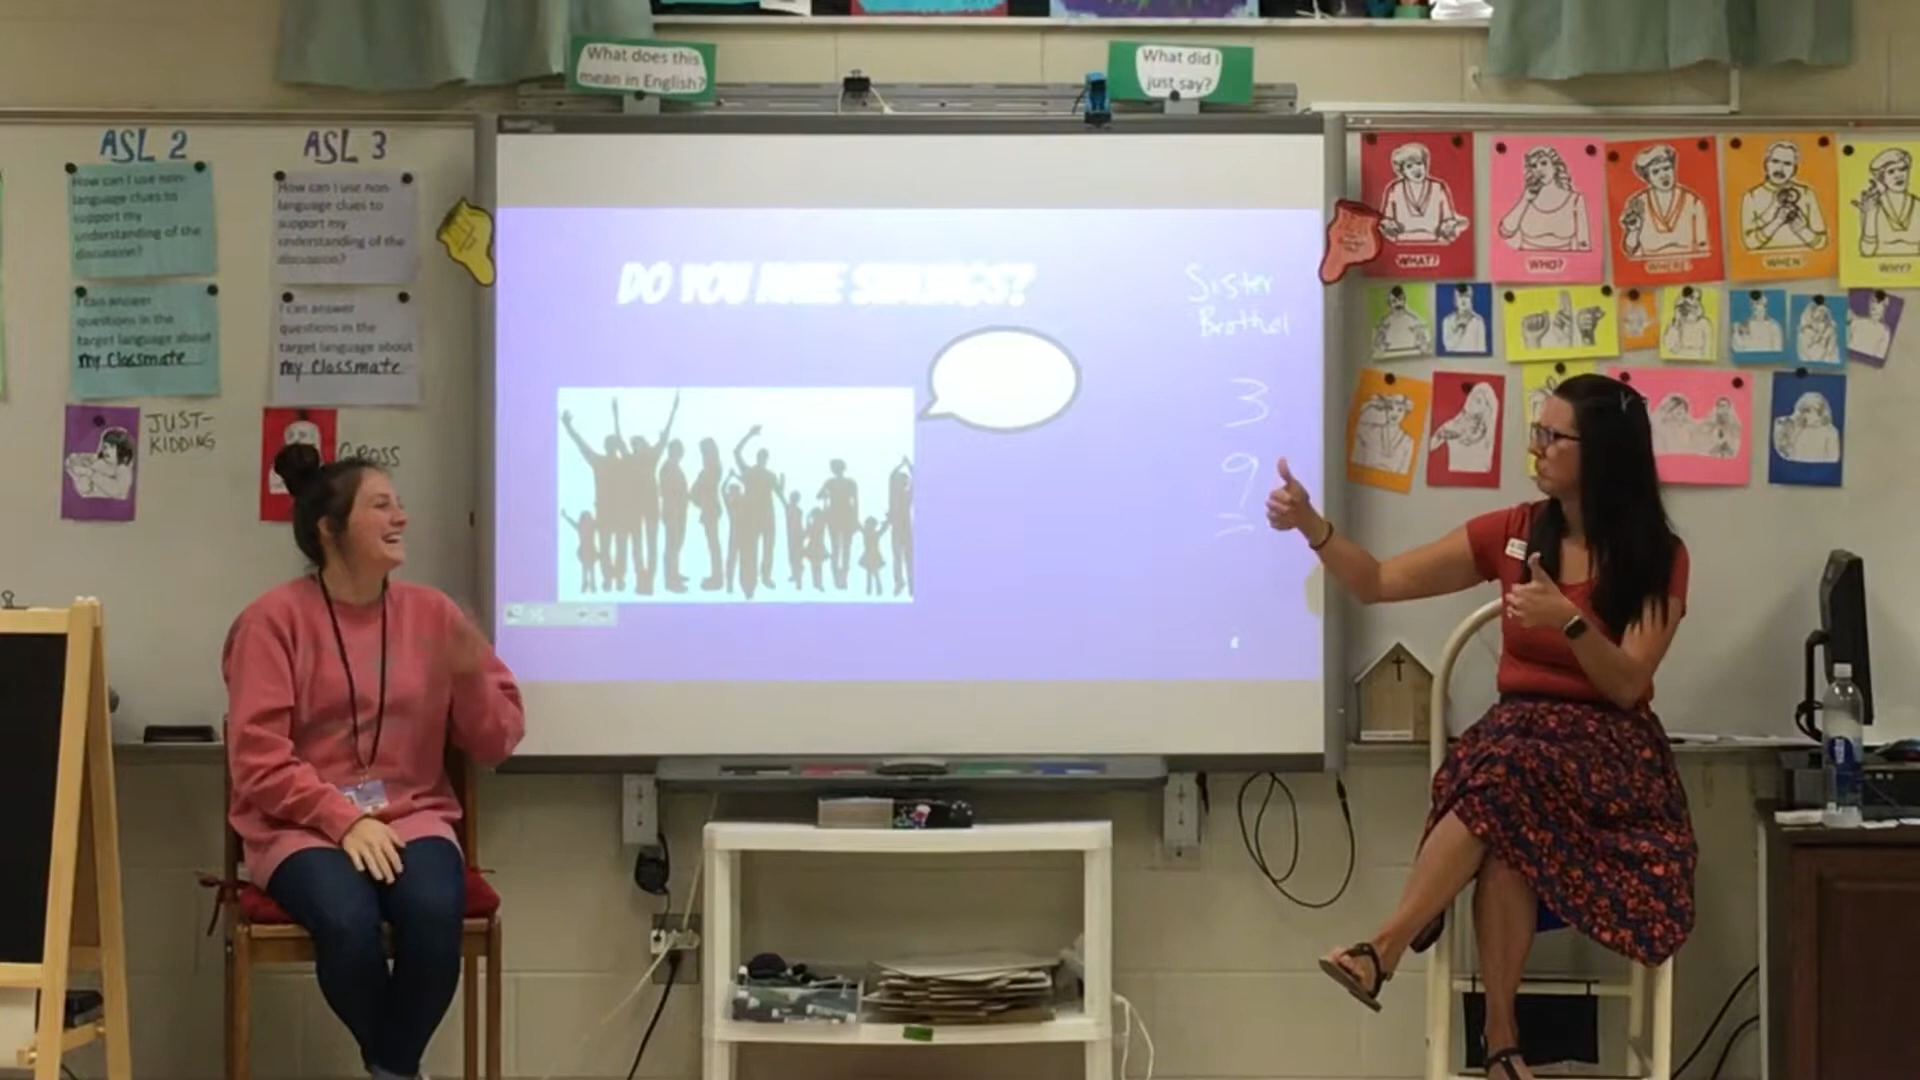 What does this
mean in English?
What did I
just say?
ASL 2
How can I use non-
language clues to
support my
understanding of the
discussion?
I can answer
questions in the
target language about
my classmate
JUST-
KIDDING
ASL 3
How can I use non-
language clues to
support my
understanding of the
discussion?
I can answer
questions in the
target language about
my classmate
GROSS
DO YOU HAVE SIBLINGS?
Sister
Brother
3
9
WHAT?
WHO?
WHERE?
WHEN?
WHY?